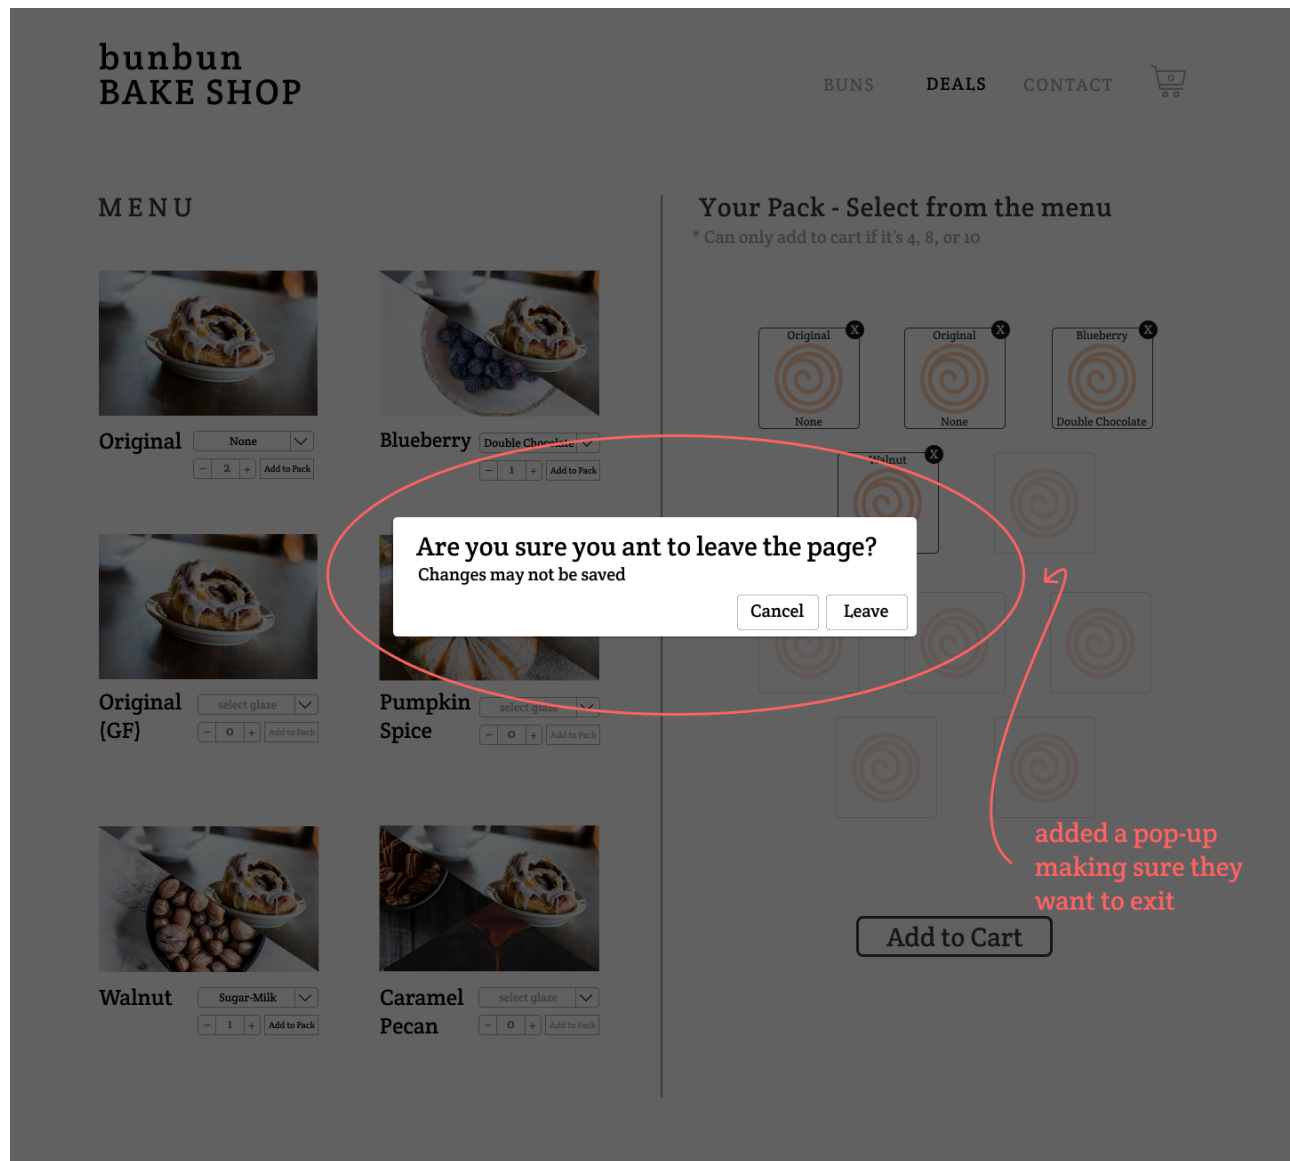 bunbun
BAKE SHOP
BUNS
DEALS
CONTACT
0
MENU
Your Pack - Select from the menu
* Can only add to cart if it's 4, 8, or 10
Original
X
None
Original
X
None
Blueberry
X
Double Chocolate
Original
None
- 2 +
Add to Pack
Blueberry
Double Chocolate
- 1 +
Add to Pack
Walnut
X
Are you sure you ant to leave the page?
Changes may not be saved
Cancel
Leave
Original
(GF)
select glaze
- 0 +
Add to Pack
Pumpkin
Spice
select glaze
- 0 +
Add to Pack
added a pop-up
making sure they
want to exit
Add to Cart
Walnut
Sugar-Milk
- 1 +
Add to Pack
Caramel
Pecan
select glaze
- 0 +
Add to Pack